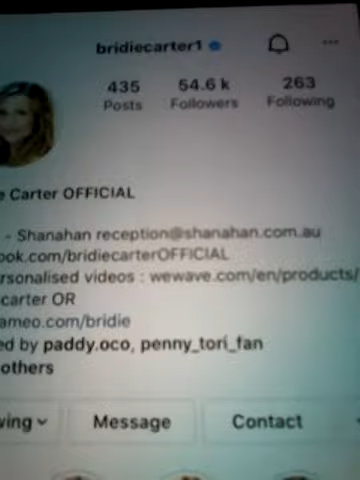 bridiecarter1
435 54.6 k 263
Posts Followers Following
e Carter OFFICIAL
- Shanahan reception@shanahan.com.au
ook.com/bridiecarterOFFICIAL
rsonalised videos : wewave.com/en/products/
carter OR
ameo.com/bridie
ed by paddy.oco, penny_tori_fan
others
wing Message Contact